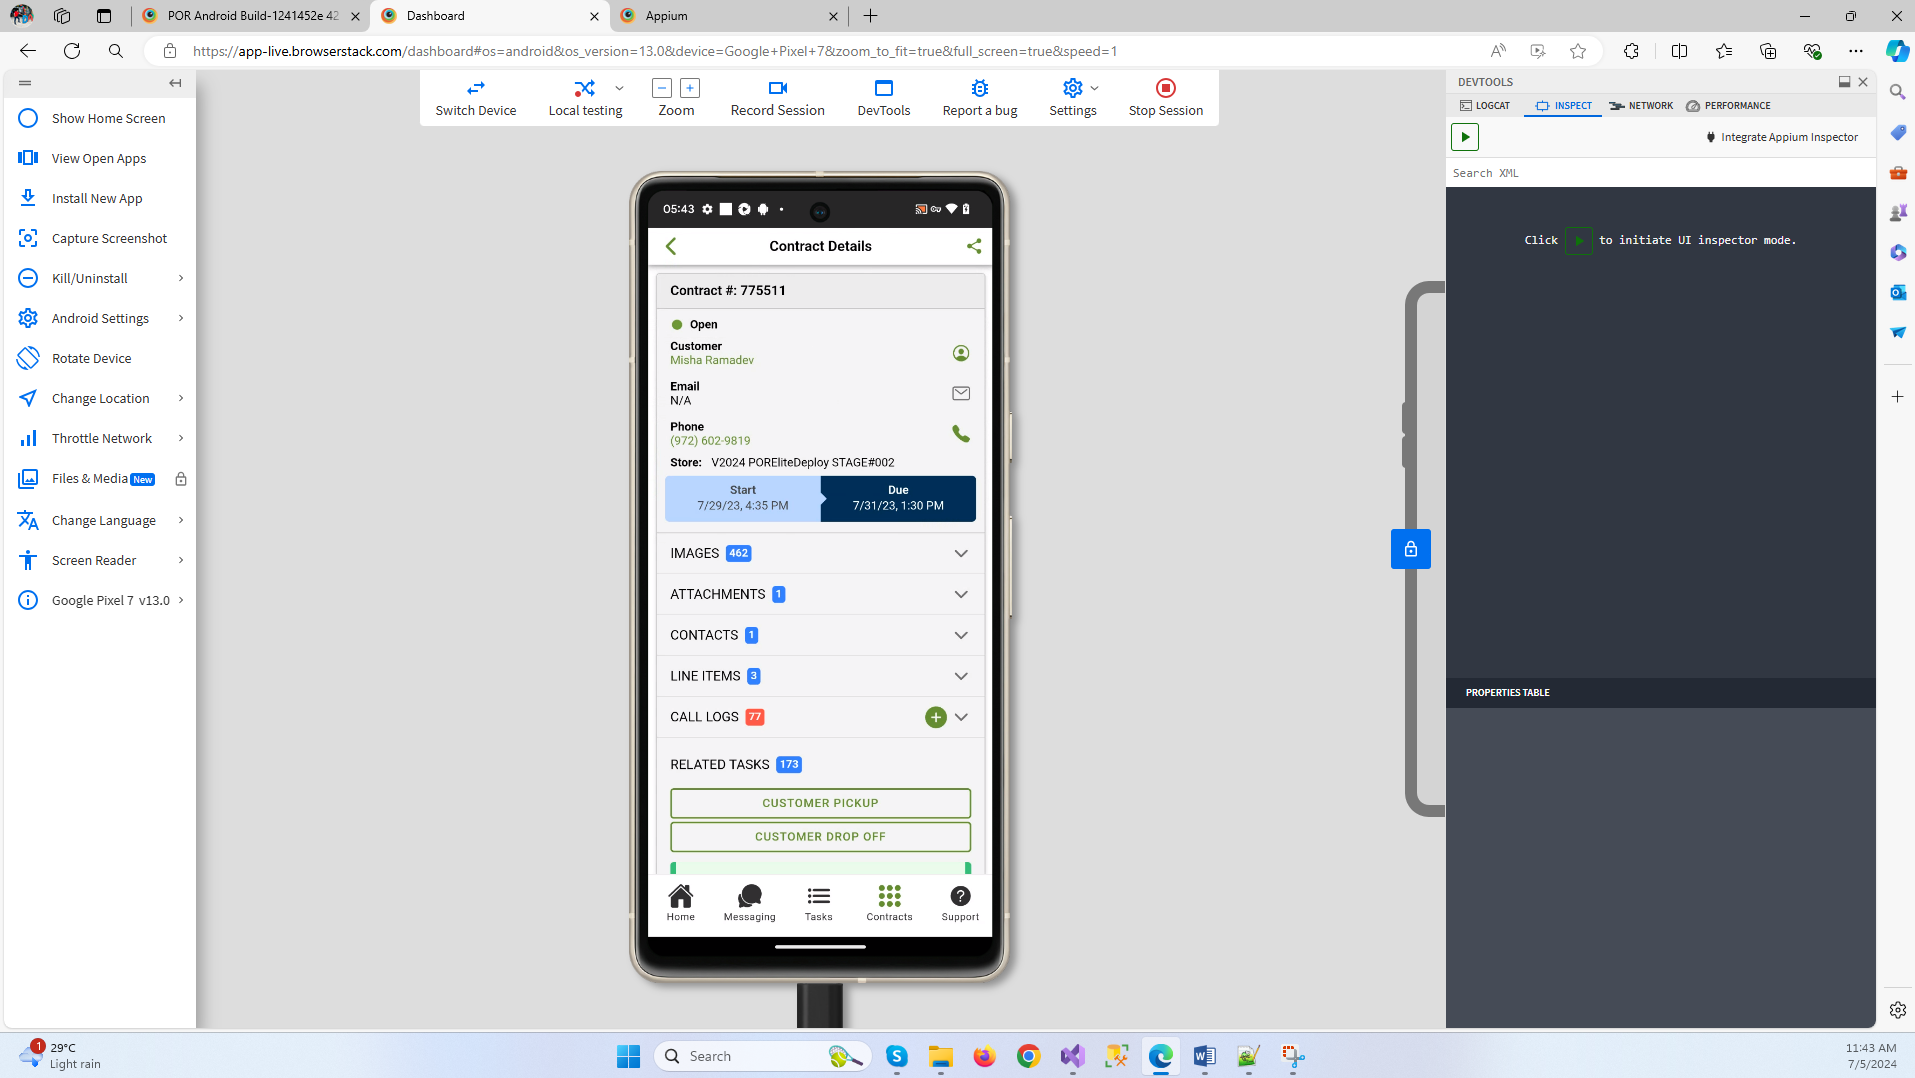 POR Android Build-1241452e 42
Dashboard
Appium
https://app-live.browserstack.com/dashboard#os=android&os_version=13.0&device=Google+Pixel+7&zoom_to_fit=true&full_screen=true&speed=1
Show Home Screen
View Open Apps
Install New App
Capture Screenshot
Kill/Uninstall
Android Settings
Rotate Device
Change Location
Throttle Network
Files & Media New
Change Language
Screen Reader
Google Pixel 7 v13.0
Switch Device
Local testing
Zoom
Record Session
DevTools
Report a bug
Settings
Stop Session
05:43
Contract Details
Contract #: 775511
Open
Customer
Misha Ramadev
Email
N/A
Phone
(972) 602-9819
Store: V2024 POREliteDeploy STAGE#002
Start
7/29/23, 4:35 PM
Due
7/31/23, 1:30 PM
IMAGES 462
ATTACHMENTS 1
CONTACTS 1
LINE ITEMS 3
CALL LOGS 77
RELATED TASKS 173
CUSTOMER PICKUP
CUSTOMER DROP OFF
Home
Messaging
Tasks
Contracts
Support
DEVTOOLS
LOGCAT
INSPECT
NETWORK
PERFORMANCE
Integrate Appium Inspector
Search XML
Click to initiate UI inspector mode.
PROPERTIES TABLE
1
29°C
Light rain
Search
11:43 AM
7/5/2024